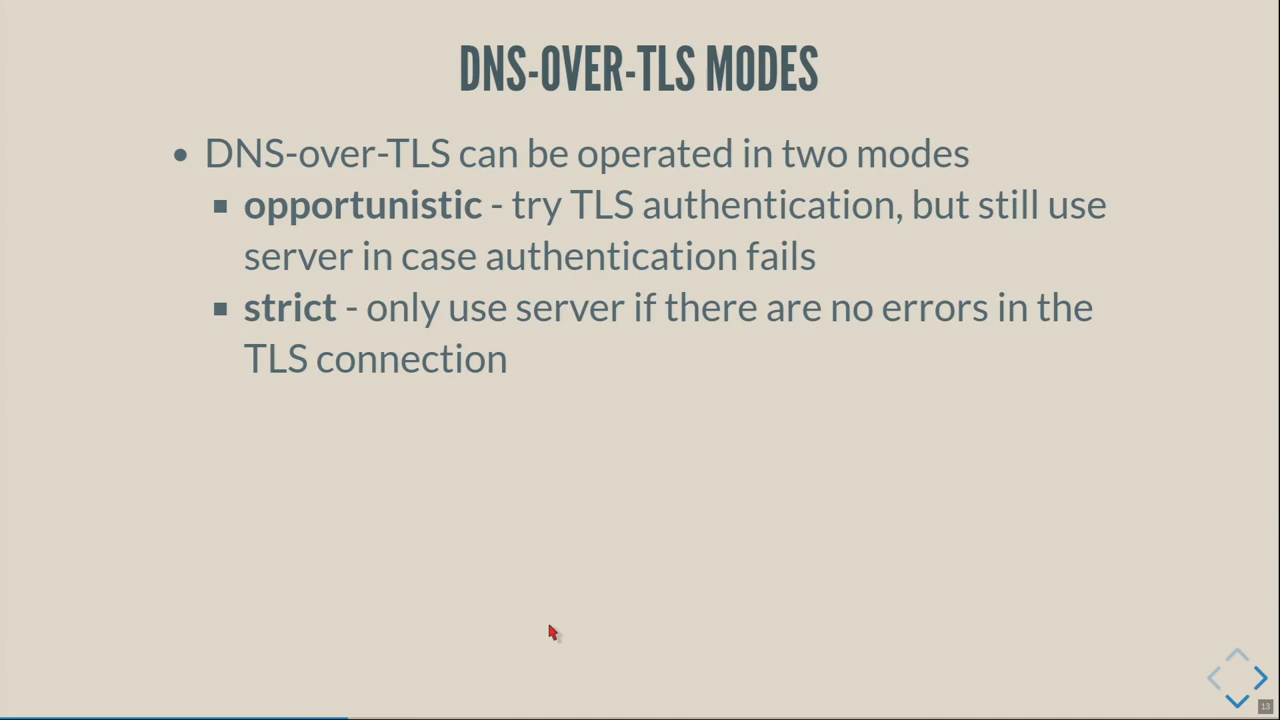 DNS-OVER-TLS MODES
• DNS-over-TLS can be operated in two modes
▪ opportunistic - try TLS authentication, but still use
server in case authentication fails
▪ strict - only use server if there are no errors in the
TLS connection
13